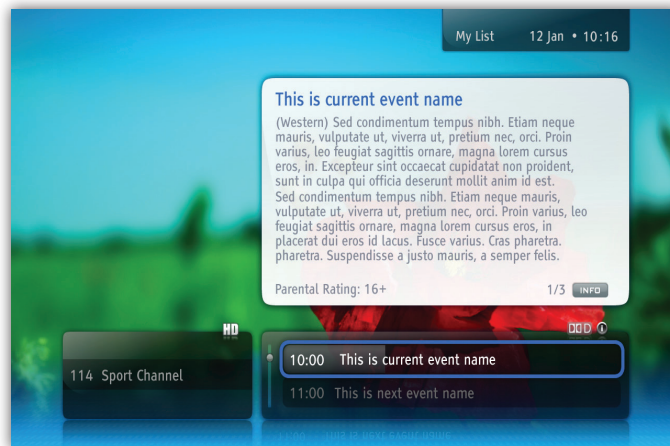 My List 12 Jan • 10:16
This is current event name
(Western) Sed condimentum tempus nibh. Etiam neque
mauris, vulputate ut, viverra ut, pretium nec, orci. Proin
varius, leo feugiat sagittis ornare, magna lorem cursus
eros, in. Excepteur sint occaecat cupidatat non proident,
sunt in culpa qui officia deserunt mollit anim id est.
Sed condimentum tempus nibh. Etiam neque mauris,
vulputate ut, viverra ut, pretium nec, orci. Proin varius, leo
feugiat sagittis ornare, magna lorem cursus eros, in
placerat dui eros id lacus. Fusce varius. Cras pharetra.
pharetra. Suspendisse a justo mauris, a semper felis.
Parental Rating: 16+ 1/3 INFO
HD
114 Sport Channel
D
10:00 This is current event name
11:00 This is next event name